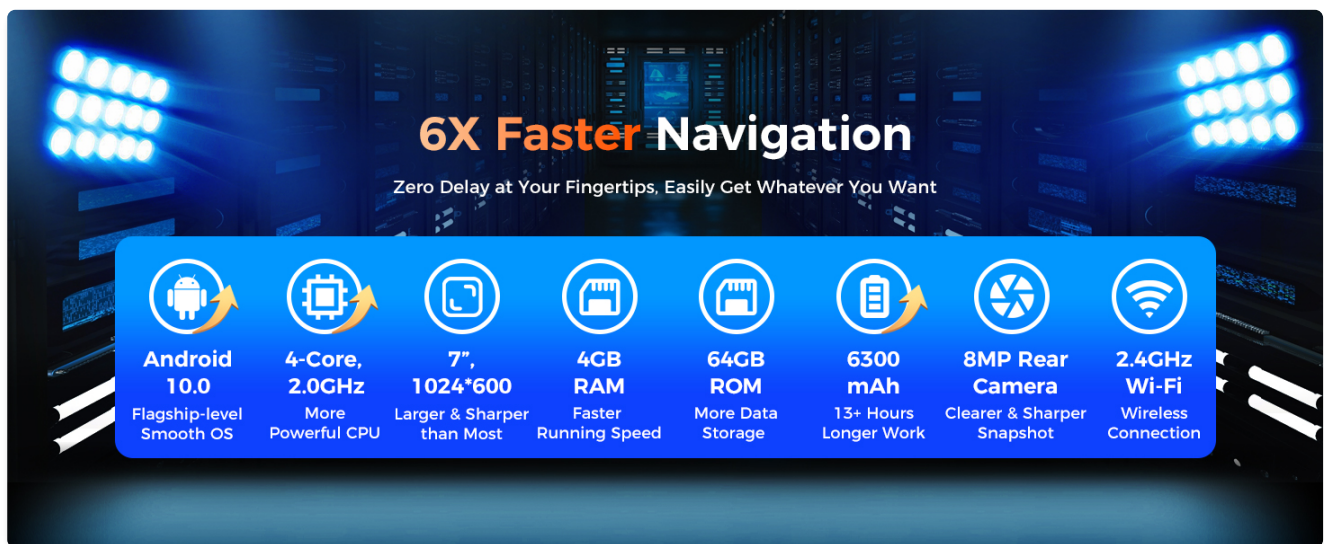 6X Faster Navigation
Zero Delay at Your Fingertips, Easily Get Whatever You Want
Android
10.0
Flagship-level
Smooth OS
4-Core,
2.0GHz
More
Powerful CPU
7”,
1024*600
Larger & Sharper
than Most
4GB
RAM
Faster
Running Speed
64GB
ROM
More Data
Storage
6300
mAh
13+ Hours
Longer Work
8MP Rear
Camera
Clearer & Sharper
Snapshot
2.4GHz
Wi-Fi
Wireless
Connection